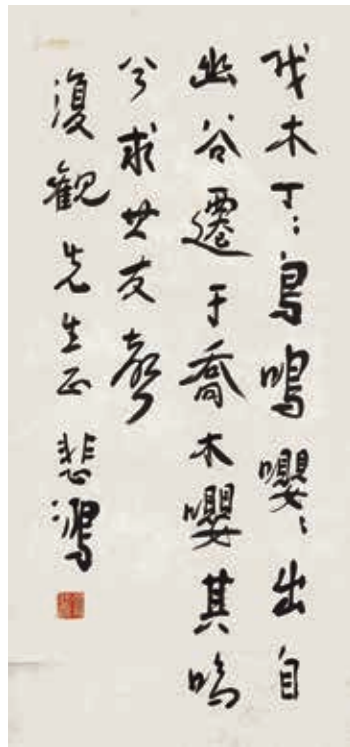 伐木丁〻鳥鳴嚶〻出自
幽谷遷于喬木嚶其鳴
兮求其友聲
復觀先生正 悲鴻